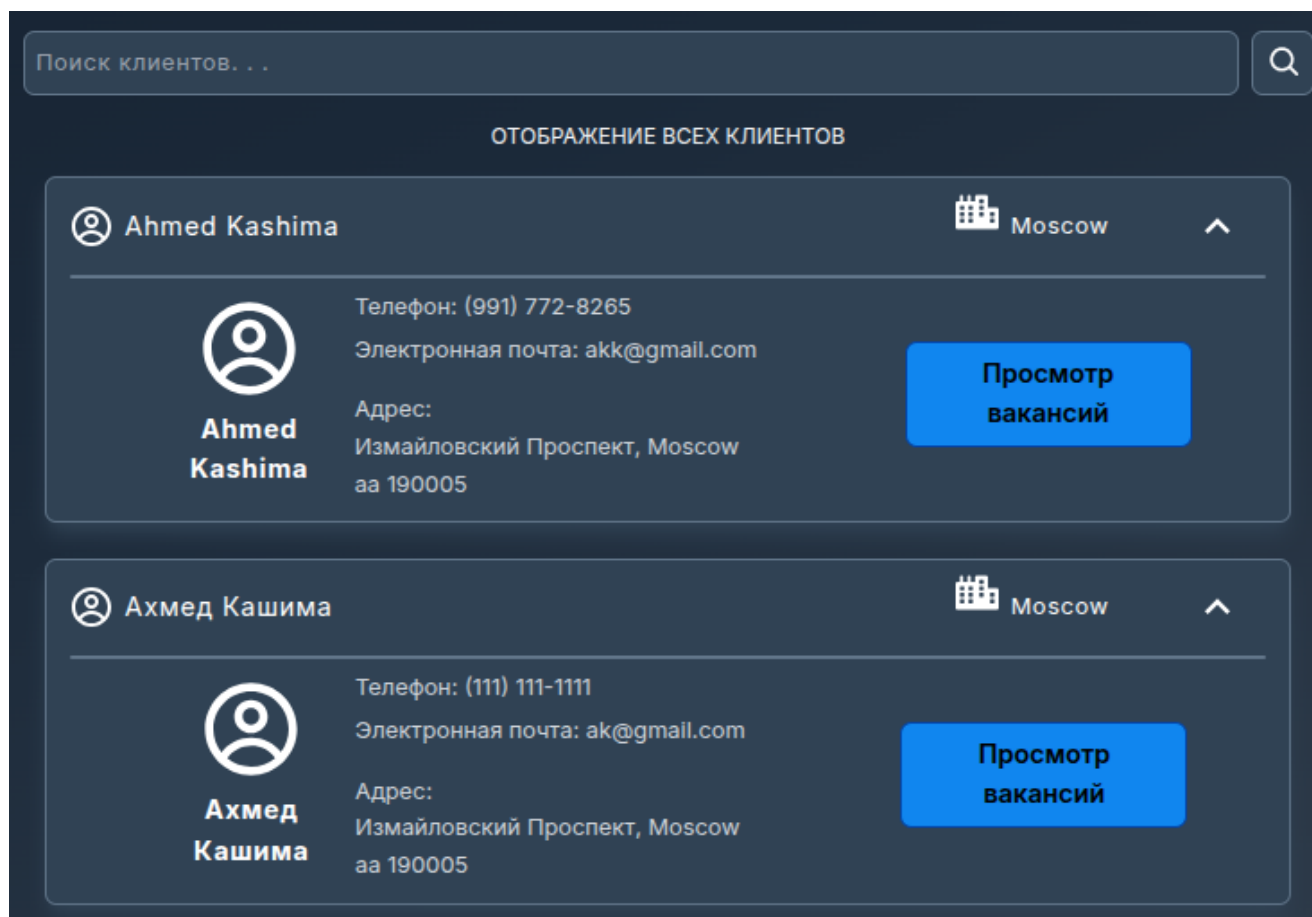 Поиск клиентов. . .
ОТОБРАЖЕНИЕ ВСЕХ КЛИЕНТОВ
Ahmed Kashima
Moscow
Ahmed
Kashima
Телефон: (991) 772-8265
Электронная почта: akk@gmail.com
Адрес:
Измайловский Проспект, Moscow
aa 190005
Просмотр
вакансий
Ахмед Кашима
Moscow
Ахмед
Кашима
Телефон: (111) 111-1111
Электронная почта: ak@gmail.com
Адрес:
Измайловский Проспект, Moscow
aa 190005
Просмотр
вакансий